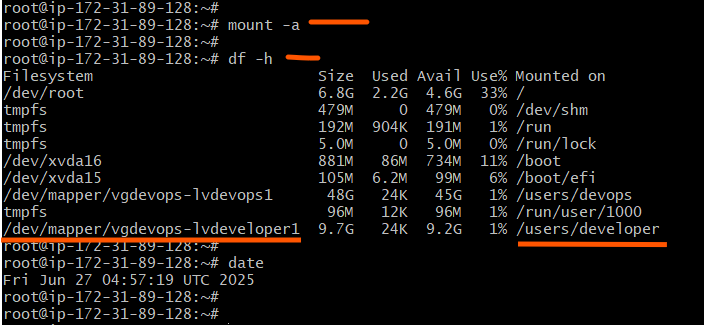 root@ip-172-31-89-128:~#
root@ip-172-31-89-128:~# mount -a
root@ip-172-31-89-128:~#
root@ip-172-31-89-128:~# df -h
Filesystem                         Size  Used Avail Use% Mounted on
/dev/root                          6.8G  2.2G  4.6G  33% /
tmpfs                              479M     0  479M   0% /dev/shm
tmpfs                              192M  904K  191M   1% /run
tmpfs                              5.0M     0  5.0M   0% /run/lock
/dev/xvda16                        881M   86M  734M  11% /boot
/dev/xvda15                        105M  6.2M   99M   6% /boot/efi
/dev/mapper/vgdevops-lvdevops1      48G   24K   45G   1% /users/devops
tmpfs                               96M   12K   96M   1% /run/user/1000
/dev/mapper/vgdevops-lvdeveloper1  9.7G   24K  9.2G   1% /users/developer
root@ip-172-31-89-128:~#
root@ip-172-31-89-128:~# date
Fri Jun 27 04:57:19 UTC 2025
root@ip-172-31-89-128:~#
root@ip-172-31-89-128:~#